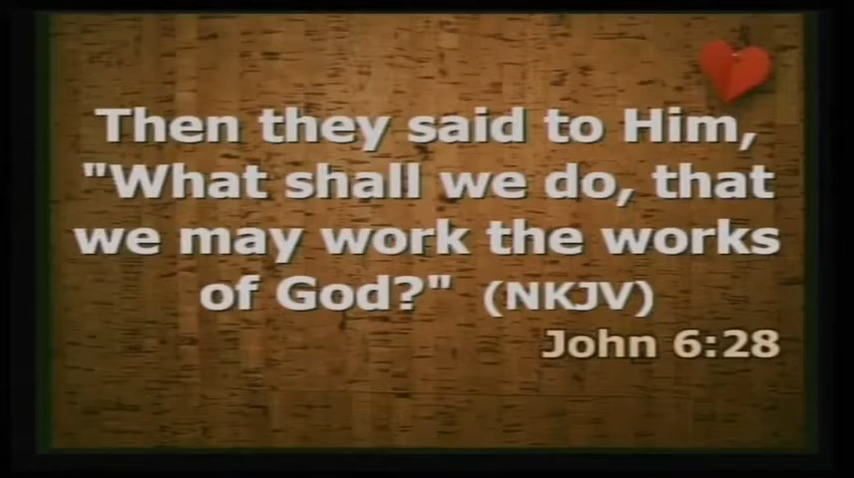 Then they said to Him,
"What shall we do, that
we may work the works
of God?" (NKJV)
John 6:28